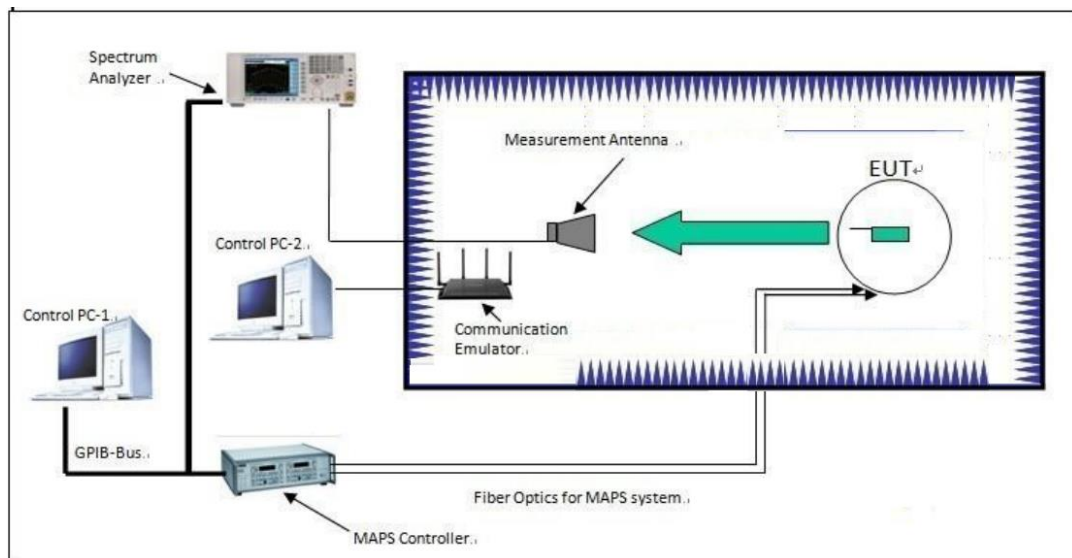 Spectrum
Analyzer
Measurement Antenna
EUT
Control PC-2
Control PC-1
Communication
Emulator
GPIB-Bus
Fiber Optics for MAPS system
MAPS Controller